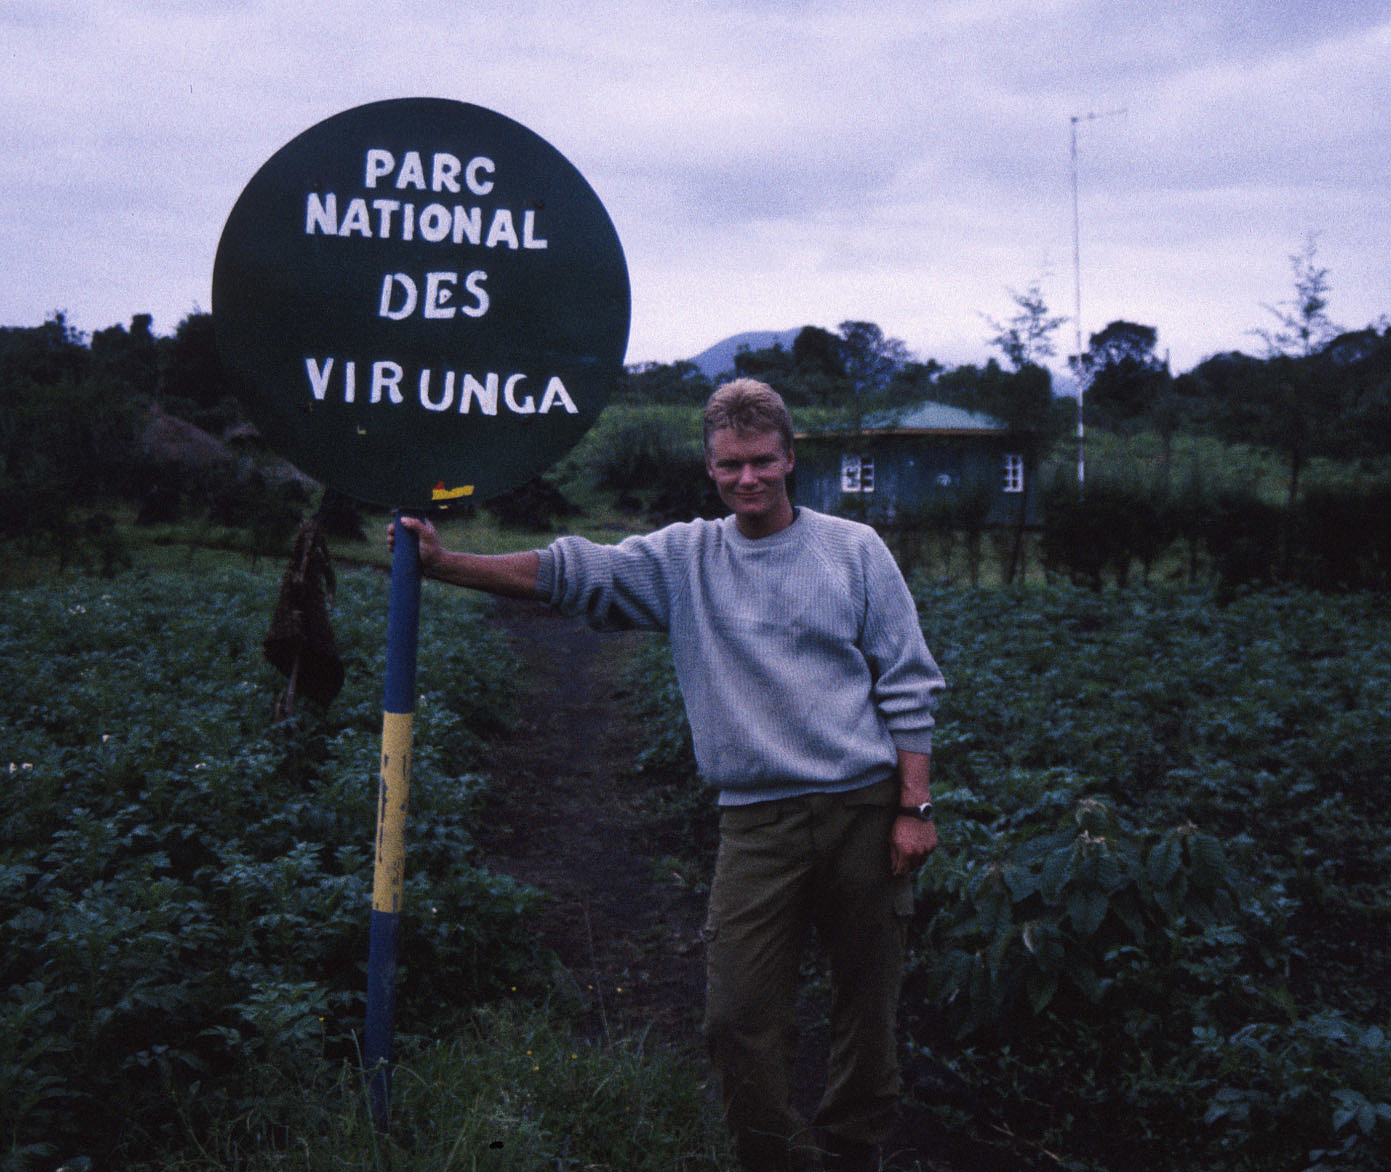 PARC
NATIONAL
DES
VIRUNGA